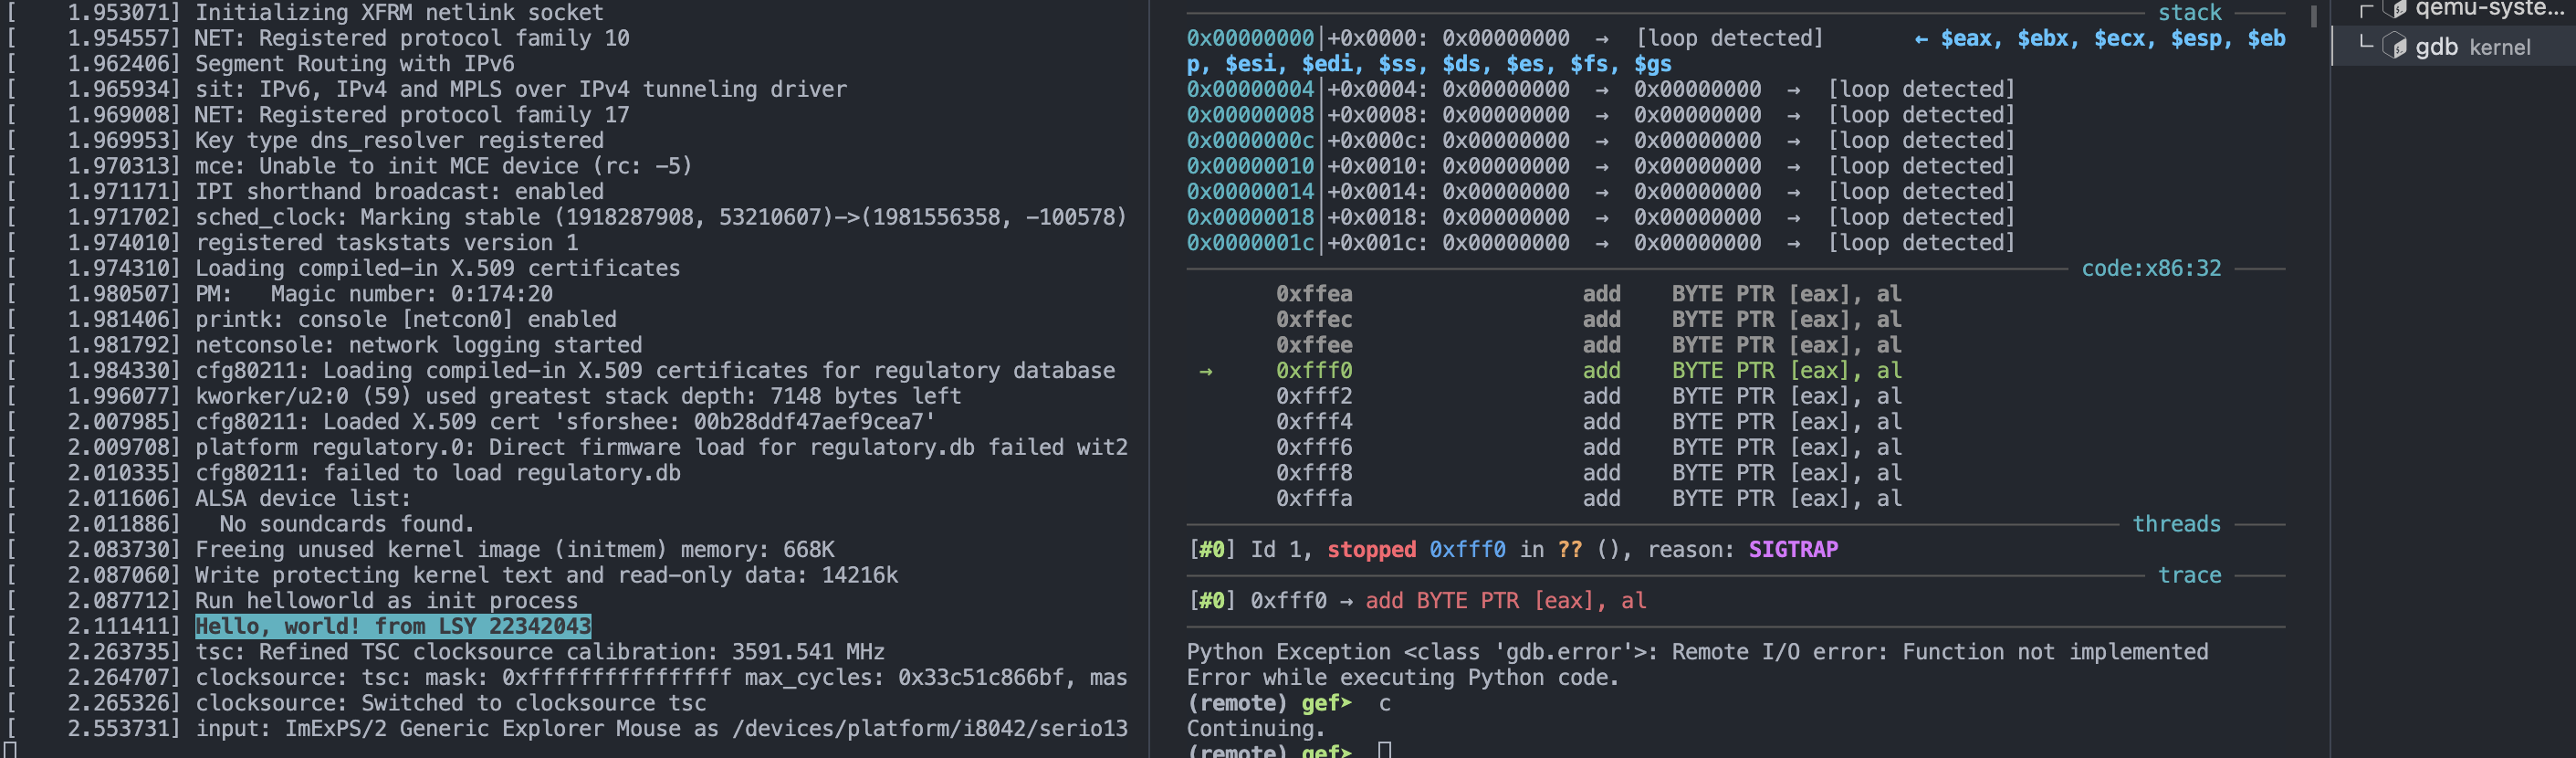 [    1.953071] Initializing XFRM netlink socket
[    1.954557] NET: Registered protocol family 10
[    1.962406] Segment Routing with IPv6
[    1.965934] sit: IPv6, IPv4 and MPLS over IPv4 tunneling driver
[    1.969008] NET: Registered protocol family 17
[    1.969953] Key type dns_resolver registered
[    1.970313] mce: Unable to init MCE device (rc: -5)
[    1.971171] IPI shorthand broadcast: enabled
[    1.971702] sched_clock: Marking stable (1918287908, 53210607)->(1981556358, -100578)
[    1.974010] registered taskstats version 1
[    1.974310] Loading compiled-in X.509 certificates
[    1.980507] PM:   Magic number: 0:174:20
[    1.981406] printk: console [netcon0] enabled
[    1.981792] netconsole: network logging started
[    1.984330] cfg80211: Loading compiled-in X.509 certificates for regulatory database
[    1.996077] kworker/u2:0 (59) used greatest stack depth: 7148 bytes left
[    2.007985] cfg80211: Loaded X.509 cert 'sforshee: 00b28ddf47aef9cea7'
[    2.009708] platform regulatory.0: Direct firmware load for regulatory.db failed wit2
[    2.010335] cfg80211: failed to load regulatory.db
[    2.011606] ALSA device list:
[    2.011886]   No soundcards found.
[    2.083730] Freeing unused kernel image (initmem) memory: 668K
[    2.087060] Write protecting kernel text and read-only data: 14216k
[    2.087712] Run helloworld as init process
[    2.111411] Hello, world! from LSY 22342043
[    2.263735] tsc: Refined TSC clocksource calibration: 3591.541 MHz
[    2.264707] clocksource: tsc: mask: 0xffffffffffffffff max_cycles: 0x33c51c866bf, mas
[    2.265326] clocksource: Switched to clocksource tsc
[    2.553731] input: ImExPS/2 Generic Explorer Mouse as /devices/platform/i8042/serio13
stack
0x00000000│+0x0000: 0x00000000  →  [loop detected]       ← $eax, $ebx, $ecx, $esp, $eb
p, $esi, $edi, $ss, $ds, $es, $fs, $gs
0x00000004│+0x0004: 0x00000000  →  0x00000000  →  [loop detected]
0x00000008│+0x0008: 0x00000000  →  0x00000000  →  [loop detected]
0x0000000c│+0x000c: 0x00000000  →  0x00000000  →  [loop detected]
0x00000010│+0x0010: 0x00000000  →  0x00000000  →  [loop detected]
0x00000014│+0x0014: 0x00000000  →  0x00000000  →  [loop detected]
0x00000018│+0x0018: 0x00000000  →  0x00000000  →  [loop detected]
0x0000001c│+0x001c: 0x00000000  →  0x00000000  →  [loop detected]
code:x86:32
0xffea                  add    BYTE PTR [eax], al
0xffec                  add    BYTE PTR [eax], al
0xffee                  add    BYTE PTR [eax], al
→     0xfff0                  add    BYTE PTR [eax], al
0xfff2                  add    BYTE PTR [eax], al
0xfff4                  add    BYTE PTR [eax], al
0xfff6                  add    BYTE PTR [eax], al
0xfff8                  add    BYTE PTR [eax], al
0xfffa                  add    BYTE PTR [eax], al
threads
[#0] Id 1, stopped 0xfff0 in ?? (), reason: SIGTRAP
trace
[#0] 0xfff0 → add BYTE PTR [eax], al
Python Exception <class 'gdb.error'>: Remote I/O error: Function not implemented
Error while executing Python code.
(remote) gef➤  c
Continuing.
(remote) gef➤
qemu-syste...
gdb kernel